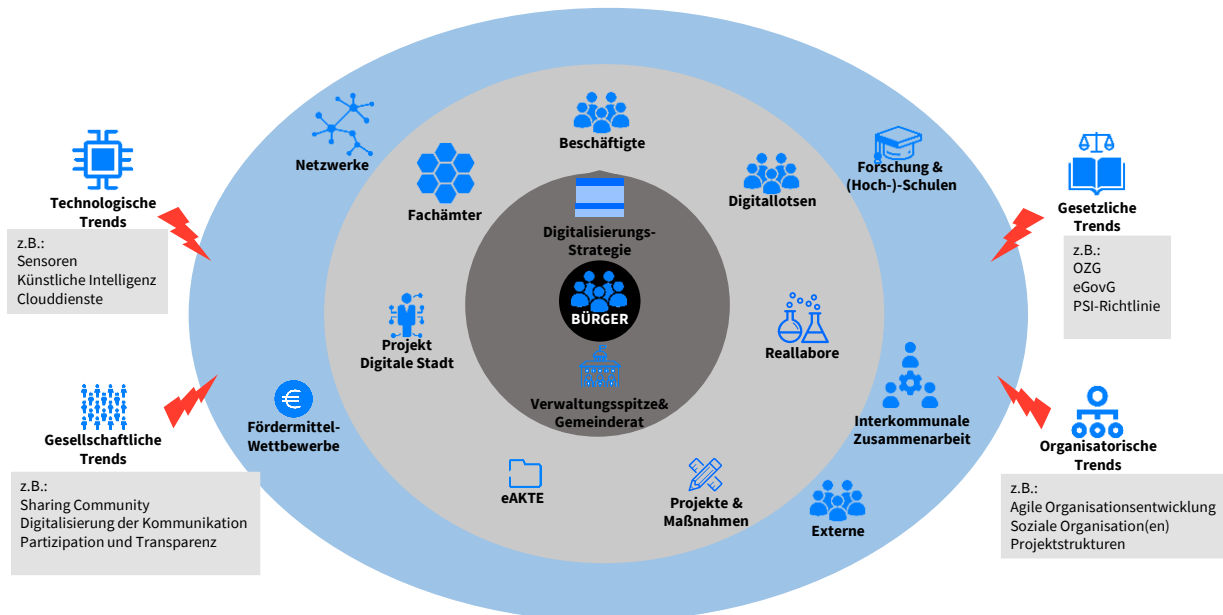 Beschäftigte
Netzwerke
Forschung &
(Hoch-)-Schulen
Technologische
Trends
z.B.:
Sensoren
Künstliche Intelligenz
Clouddienste
Fachämter
Digitallotsen
Gesetzliche
Trends
z.B.:
OZG
eGovG
PSI-Richtlinie
Digitalisierungs-
Strategie
BÜRGER
Projekt
Digitale Stadt
Reallabore
Verwaltungsspitze&
Gemeinderat
Fördermittel-
Wettbewerbe
Interkommunale
Zusammenarbeit
Gesellschaftliche
Trends
z.B.:
Sharing Community
Digitalisierung der Kommunikation
Partizipation und Transparenz
Organisatorische
Trends
z.B.:
Agile Organisationsentwicklung
Soziale Organisation(en)
Projektstrukturen
eAKTE
Projekte &
Maßnahmen
Externe